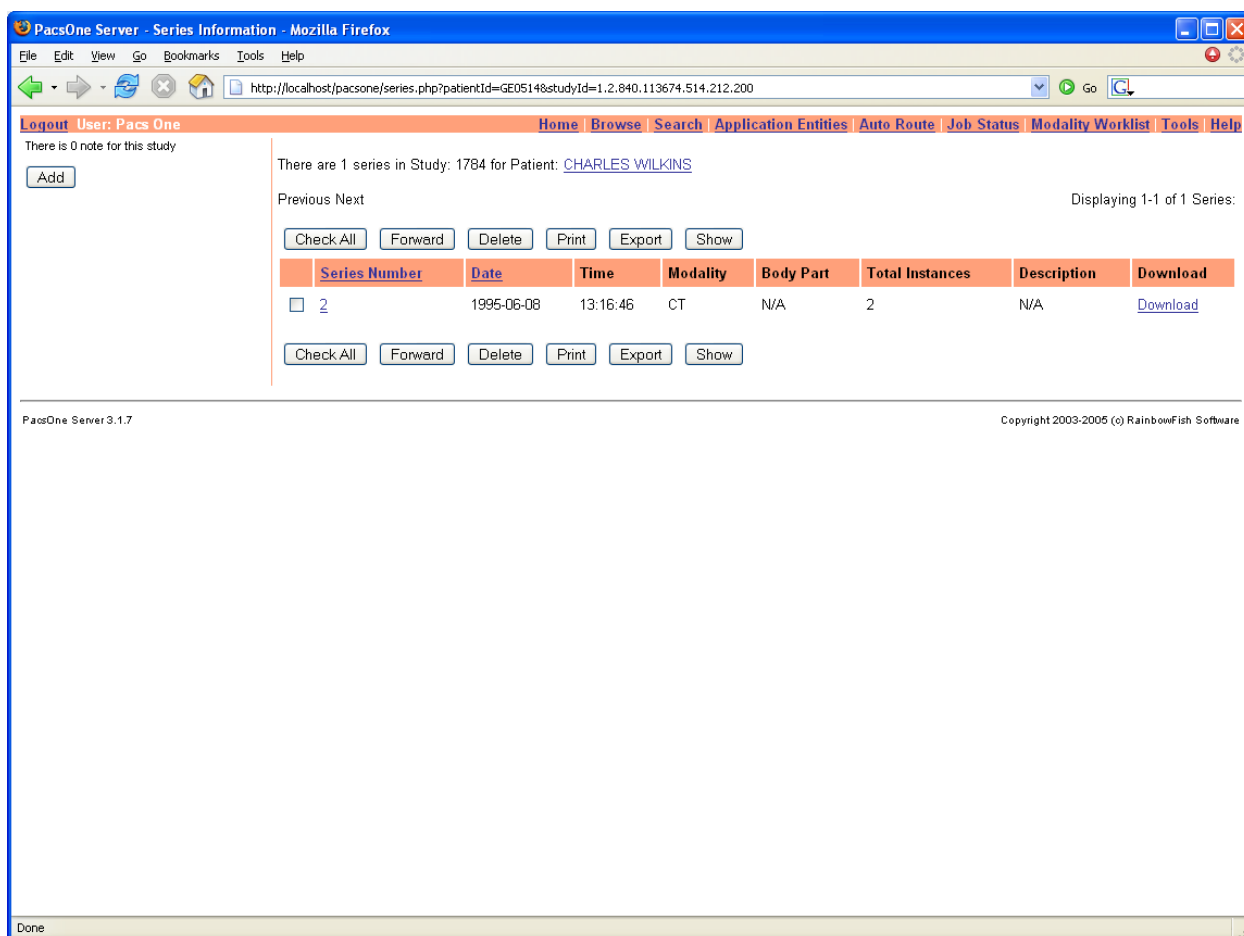 PacsOne Server - Series Information - Mozilla Firefox
File Edit View Go Bookmarks Tools Help
http://localhost/pacsone/series.php?patientId=GE0514&studyId=1.2.840.113674.514.212.200 Go G
Logout User: Pacs One Home | Browse | Search | Application Entities | Auto Route | Job Status | Modality Worklist | Tools | Help
There is 0 note for this study
Add
There are 1 series in Study: 1784 for Patient: CHARLES WILKINS
Previous Next Displaying 1-1 of 1 Series:
Check All Forward Delete Print Export Show
Series Number Date Time Modality Body Part Total Instances Description Download
2 1995-06-08 13:16:46 CT N/A 2 N/A Download
Check All Forward Delete Print Export Show
PacsOne Server 3.1.7 Copyright 2003-2005 (c) RainbowFish Software
Done